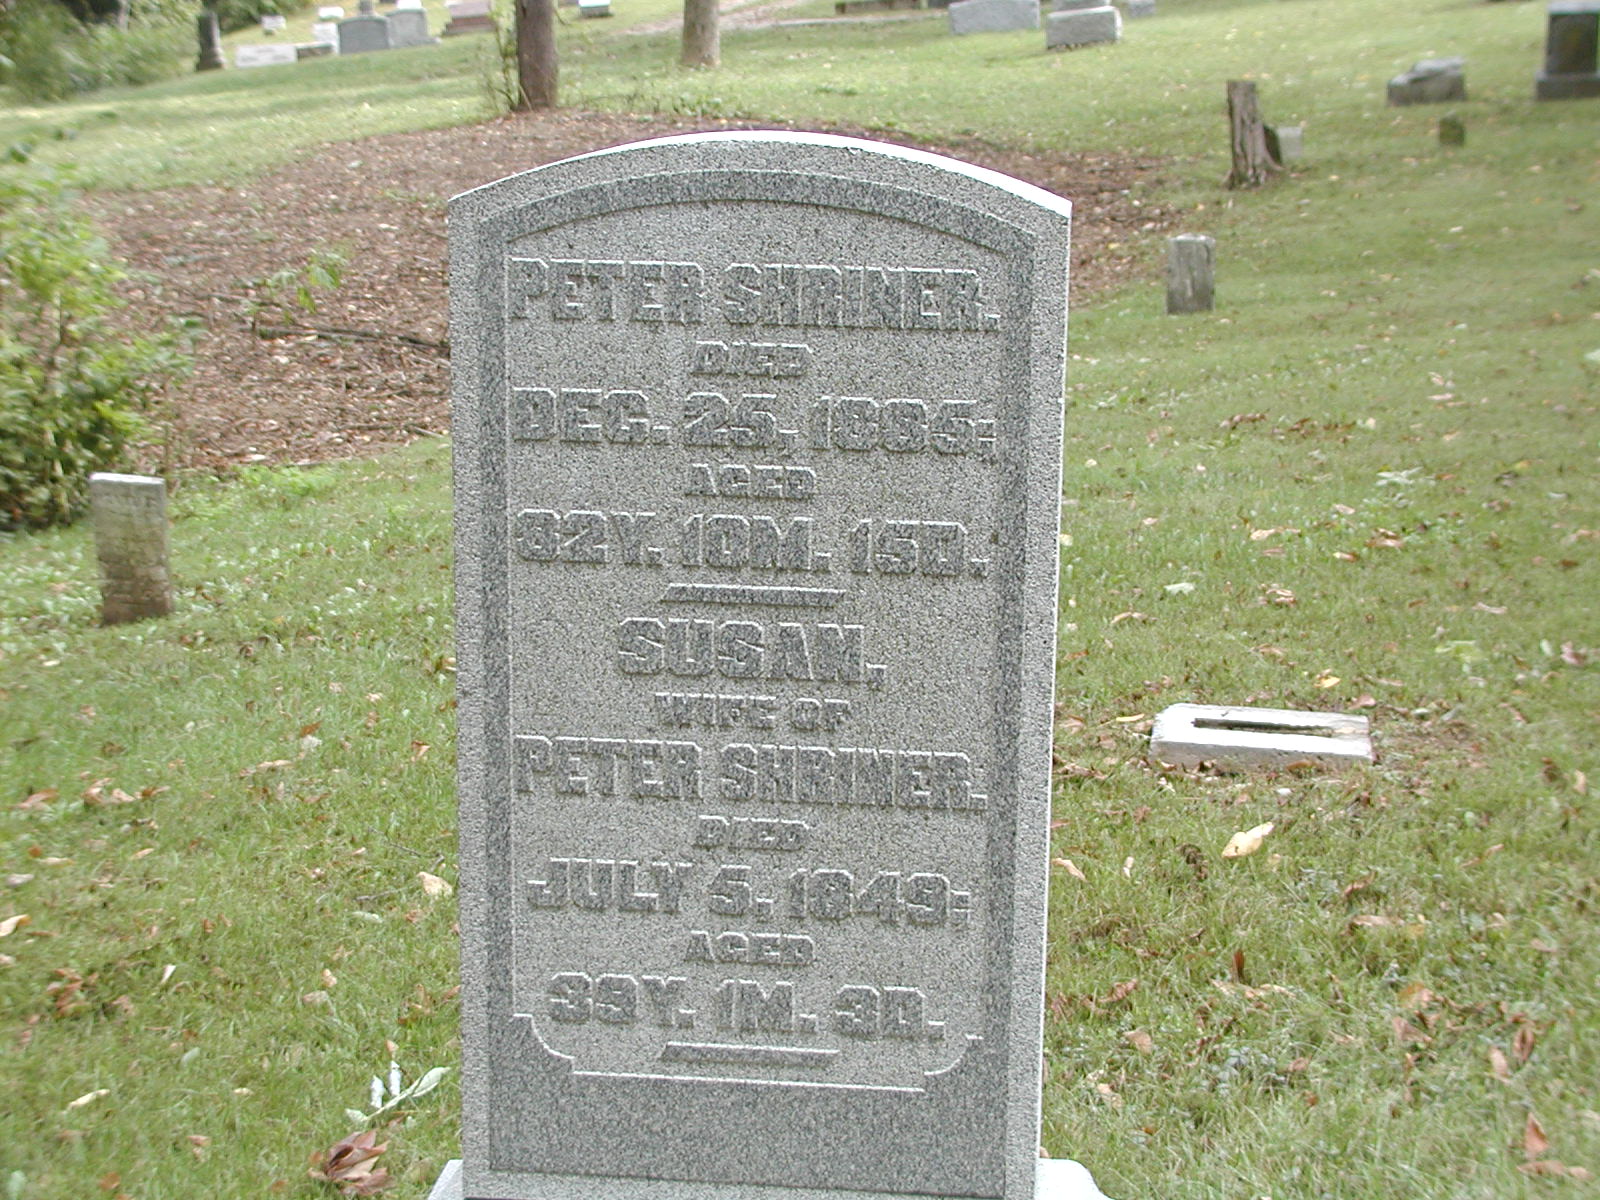 PETER SHRINER.
DIED
DEC. 25, 1885;
AGED
82Y. 10M. 15D.
SUSAN,
WIFE OF
PETER SHRINER.
DIED
JULY 5, 1849;
AGED
39Y. 1M. 3D.